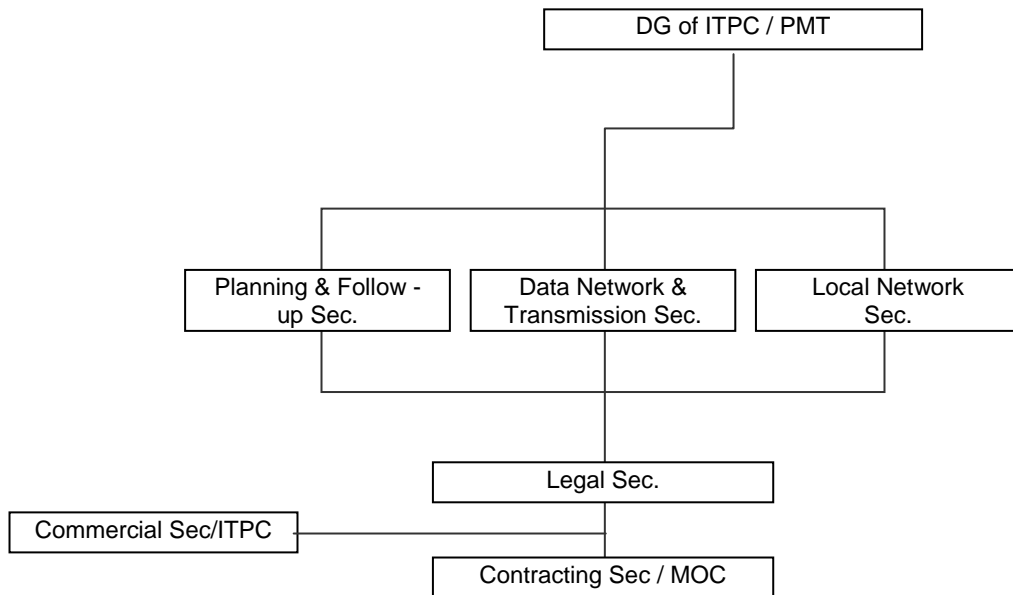 DG of ITPC / PMT
Planning & Follow -
up Sec.
Data Network &
Transmission Sec.
Local Network
Sec.
Legal Sec.
Commercial Sec/ITPC
Contracting Sec / MOC